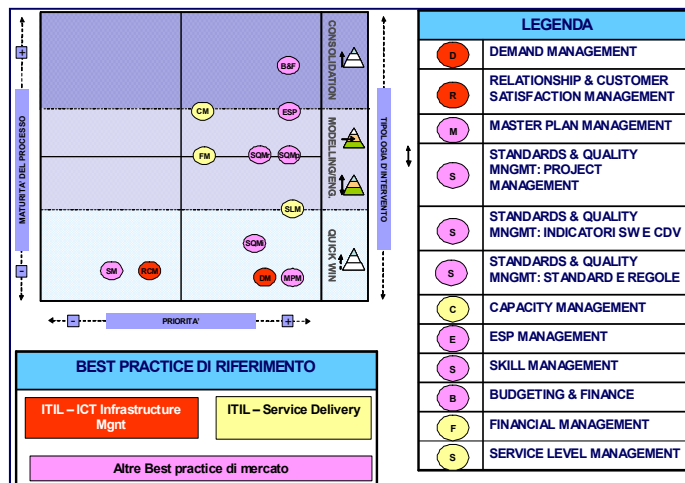 MATURITA' DEL PROCESSO
+
-
B&F
CM
ESP
FM
SQMr
SQMp
SLM
SQMi
SM
RCM
DM
MPM
CONSOLIDATION
MODELLING/ENG.
QUICK WIN
TIPOLOGIA D'INTERVENTO
-
PRIORITA'
+
BEST PRACTICE DI RIFERIMENTO
ITIL – ICT Infrastructure
Mgnt
ITIL – Service Delivery
Altre Best practice di mercato
LEGENDA
D
DEMAND MANAGEMENT
R
RELATIONSHIP & CUSTOMER
SATISFACTION MANAGEMENT
M
MASTER PLAN MANAGEMENT
S
STANDARDS & QUALITY
MNGMT: PROJECT
MANAGEMENT
S
STANDARDS & QUALITY
MNGMT: INDICATORI SW E CDV
S
STANDARDS & QUALITY
MNGMT: STANDARD E REGOLE
C
CAPACITY MANAGEMENT
E
ESP MANAGEMENT
S
SKILL MANAGEMENT
B
BUDGETING & FINANCE
F
FINANCIAL MANAGEMENT
S
SERVICE LEVEL MANAGEMENT